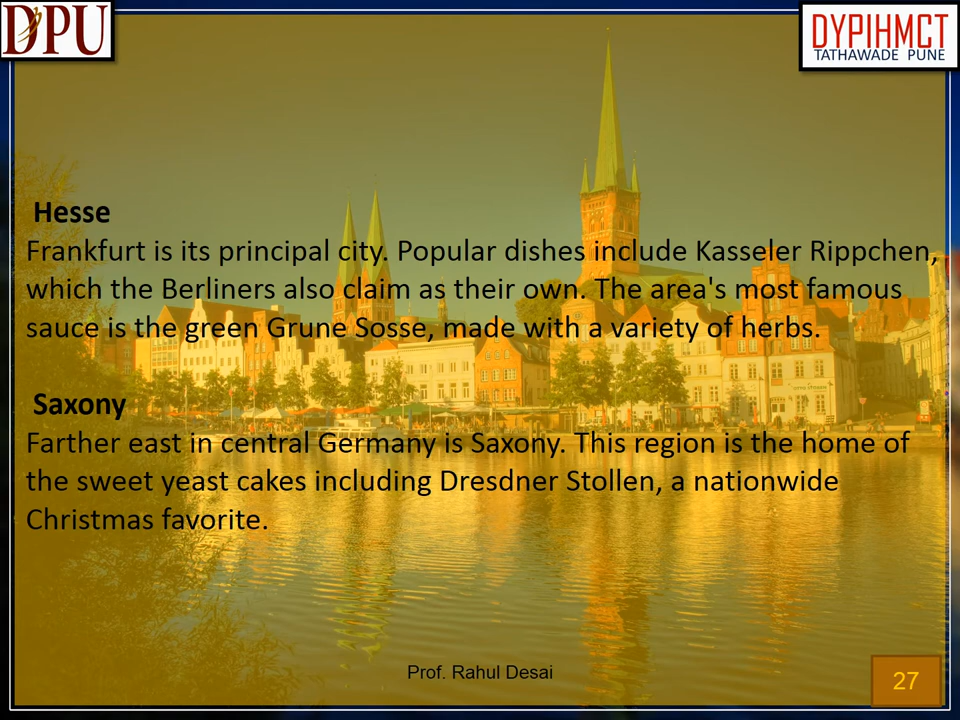 DPU
DYPIHMCT
TATHAWADE PUNE
Hesse
Frankfurt is its principal city. Popular dishes include Kasseler Rippchen,
which the Berliners also claim as their own. The area's most famous
sauce is the green Grune Sosse, made with a variety of herbs.
Saxony
Farther east in central Germany is Saxony. This region is the home of
the sweet yeast cakes including Dresdner Stollen, a nationwide
Christmas favorite.
Prof. Rahul Desai
27